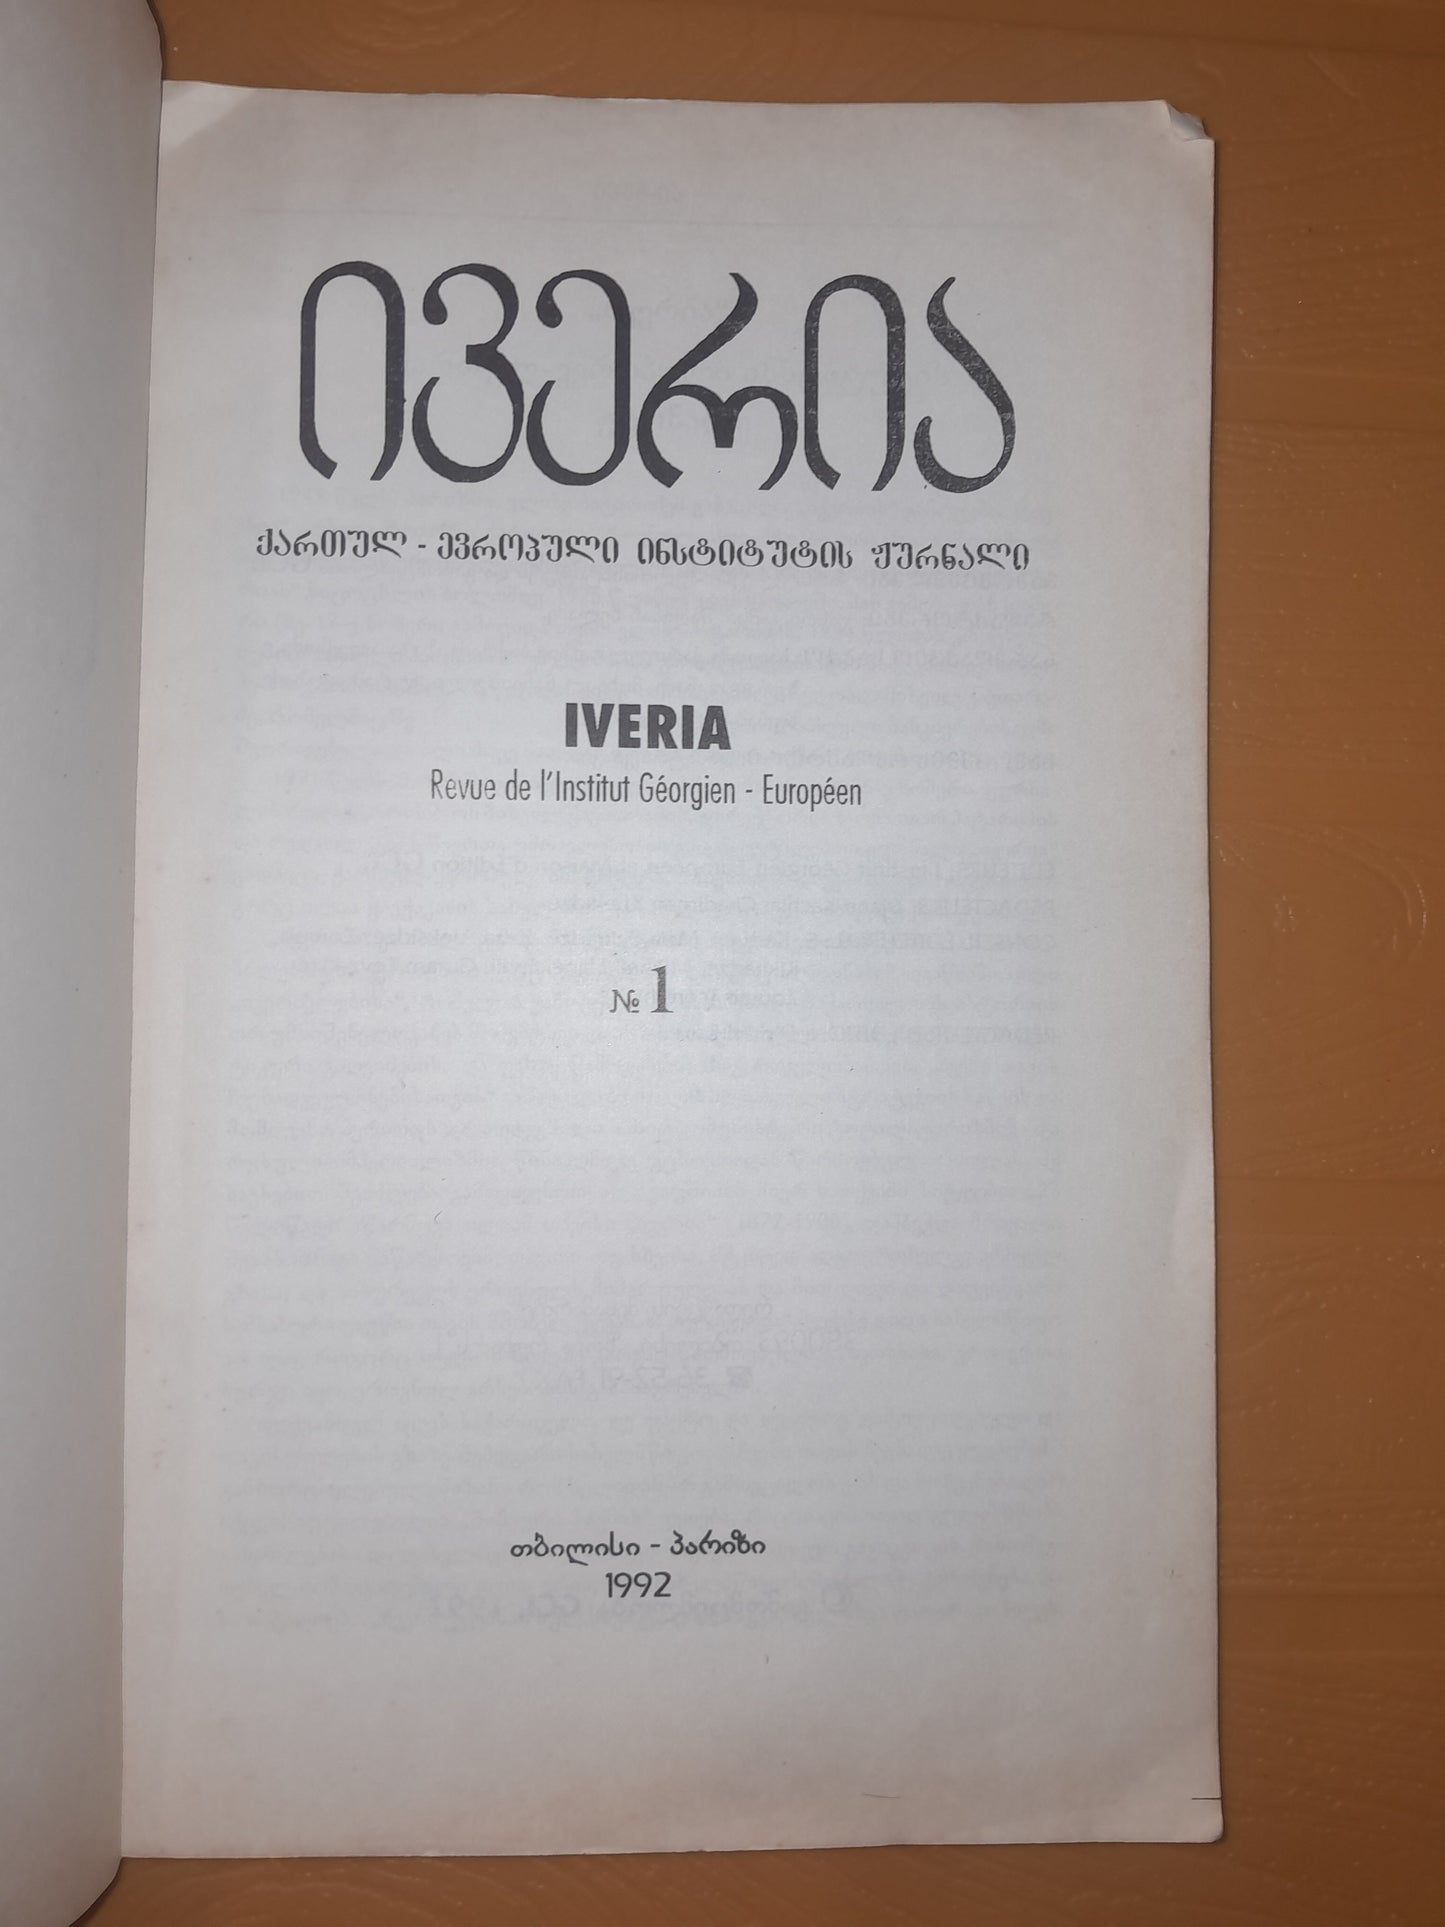 ივერია
ქართულ - ევროპული ინსტიტუტის ჟურნალი
IVERIA
Revue de l'Institut Géorgien - Européen
№ 1
თბილისი - პარიზი
1992